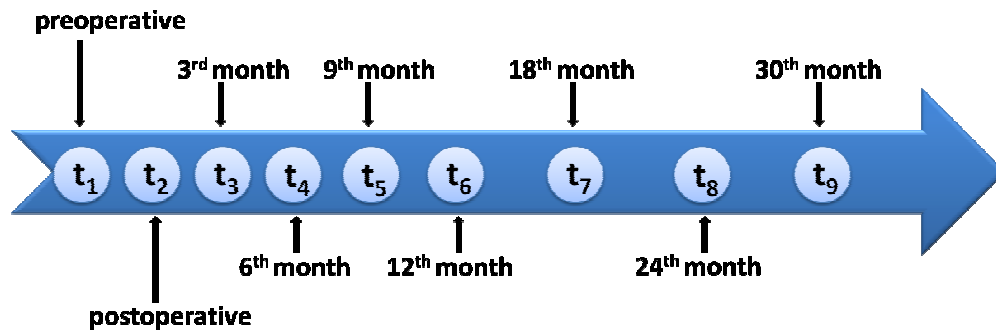 preoperative
3rd month 9th month 18th month 30th month
t1 t2 t3 t4 t5 t6 t7 t8 t9
6th month 12th month 24th month
postoperative